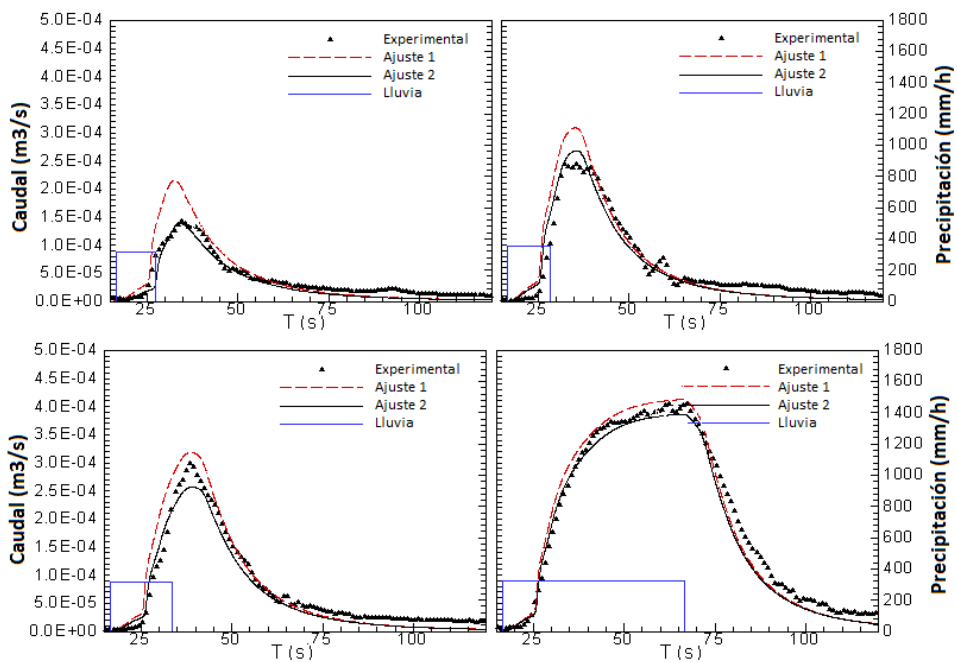 5.0E-04
4.5E-04
4.0E-04
3.5E-04
3.0E-04
2.5E-04
2.0E-04
1.5E-04
1.0E-04
5.0E-05
0.0E+00
Caudal (m3/s)
Experimental
Ajuste 1
Ajuste 2
Lluvia
25
50
75
100
T (s)
Experimental
Ajuste 1
Ajuste 2
Lluvia
25
50
75
100
T (s)
1800
1600
1400
1200
1000
800
600
400
200
0
Precipitación (mm/h)
5.0E-04
4.5E-04
4.0E-04
3.5E-04
3.0E-04
2.5E-04
2.0E-04
1.5E-04
1.0E-04
5.0E-05
0.0E+00
Caudal (m3/s)
Experimental
Ajuste 1
Ajuste 2
Lluvia
25
50
75
100
T (s)
Experimental
Ajuste 1
Ajuste 2
Lluvia
25
50
75
100
T (s)
1800
1600
1400
1200
1000
800
600
400
200
0
Precipitación (mm/h)